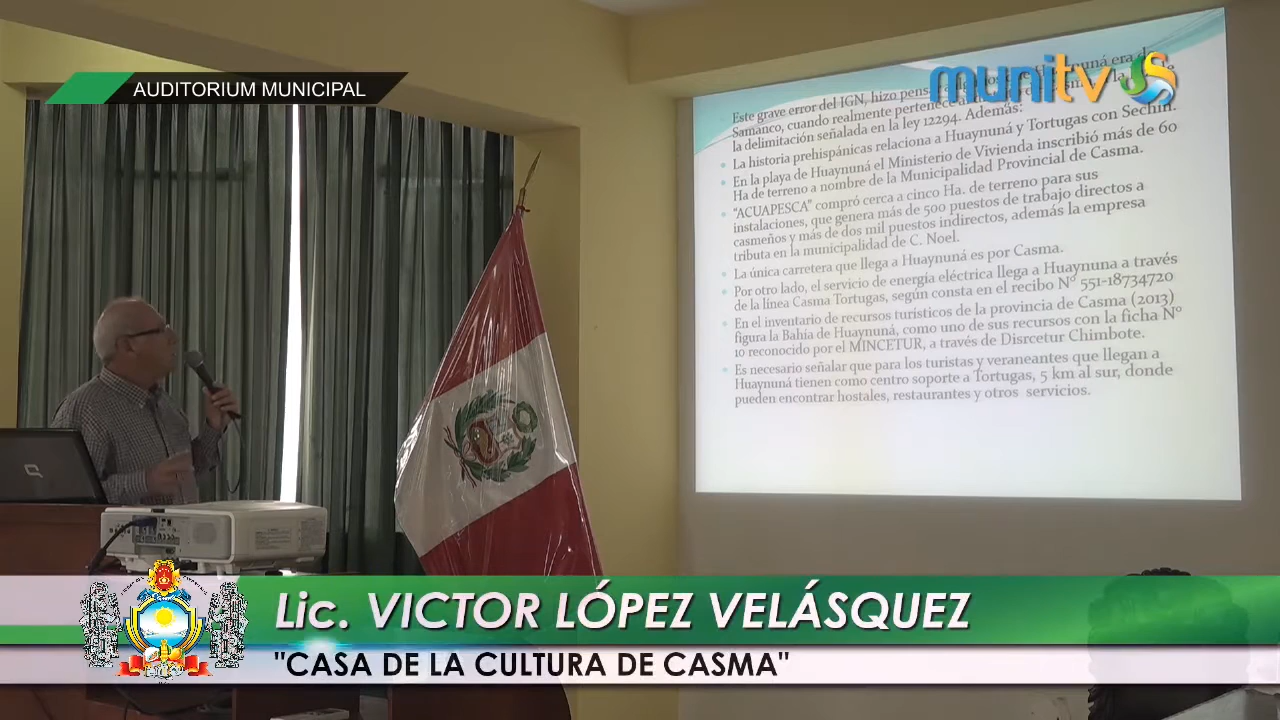 AUDITORIUM MUNICIPAL
munitv
Este grave error del IGN, hizo
Samanco, cuando realmente pertenece
la delimitación señalada en la ley 12294. Además:
La historia prehispánicas relaciona a Huaynuná y Tortugas con Sechín.
En la playa de Huaynuná el Ministerio de Vivienda inscribió más de 60
Ha de terreno a nombre de la Municipalidad Provincial de Casma.
“ACUAPESCA” compró cerca a cinco Ha. de terreno para sus
instalaciones, que genera más de 500 puestos de trabajo directos a
casmeños y más de dos mil puestos indirectos, además la empresa
tributa en la municipalidad de C. Noel.
La única carretera que llega a Huaynuná es por Casma.
Por otro lado, el servicio de energía eléctrica llega a Huaynuna a través
de la línea Casma Tortugas, según consta en el recibo N° 551-18734720
En el inventario de recursos turísticos de la provincia de Casma (2013)
figura la Bahía de Huaynuná, como uno de sus recursos con la ficha N°
10 reconocido por el MINCETUR, a través de Disrcetur Chimbote.
Es necesario señalar que para los turistas y veraneantes que llegan a
Huaynuná tienen como centro soporte a Tortugas, 5 km al sur, donde
pueden encontrar hostales, restaurantes y otros servicios.
Lic. VICTOR LÓPEZ VELÁSQUEZ
"CASA DE LA CULTURA DE CASMA"